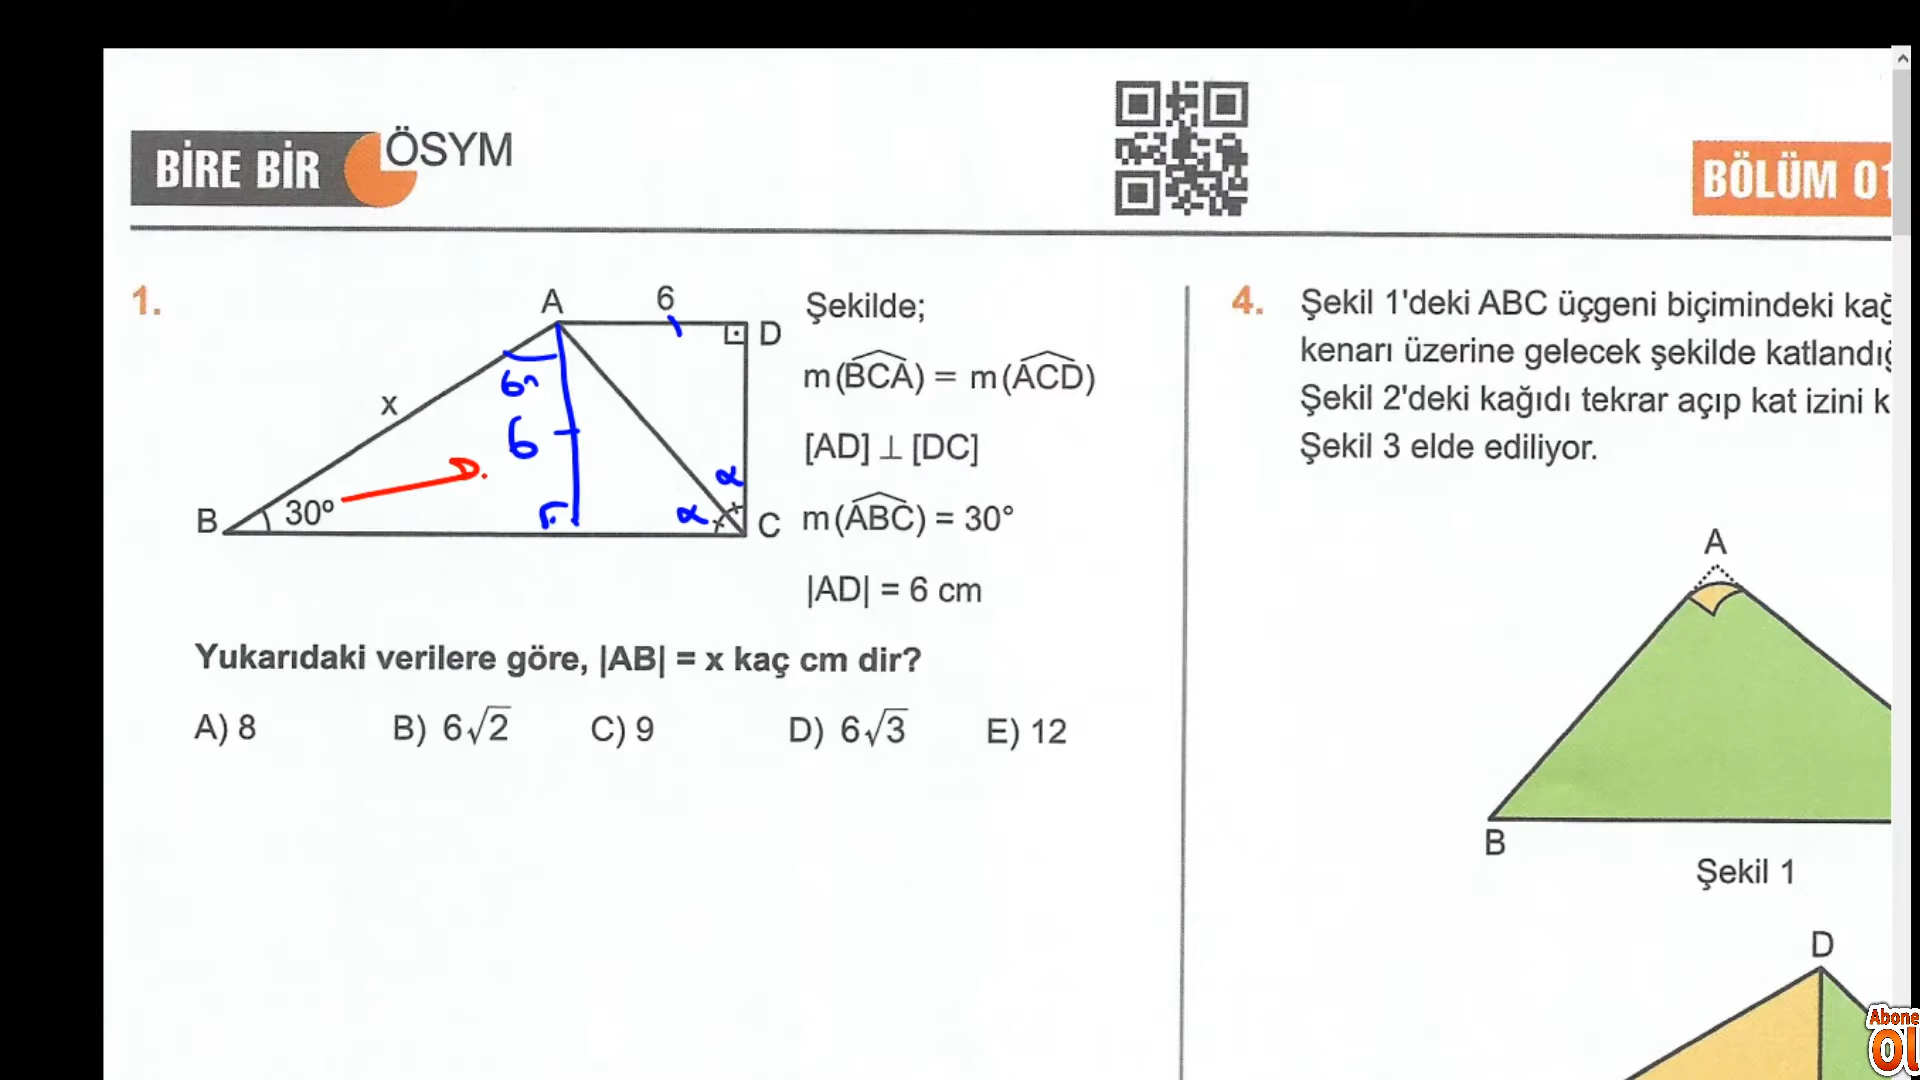 BİRE BİR ÖSYM
BÖLÜM 01
1.
A
6
D
x
6
α
α
B
30°
C
Şekilde;
m(BCA) = m(ACD)
[AD] ⊥ [DC]
m(ABC) = 30°
|AD| = 6 cm
Yukarıdaki verilere göre, |AB| = x kaç cm dir?
A) 8 B) 6√2 C) 9 D) 6√3 E) 12
4. Şekil 1'deki ABC üçgeni biçimindeki kağ
kenarı üzerine gelecek şekilde katlandığ
Şekil 2'deki kağıdı tekrar açıp kat izini k
Şekil 3 elde ediliyor.
A
B
Şekil 1
D
Abone
Ol